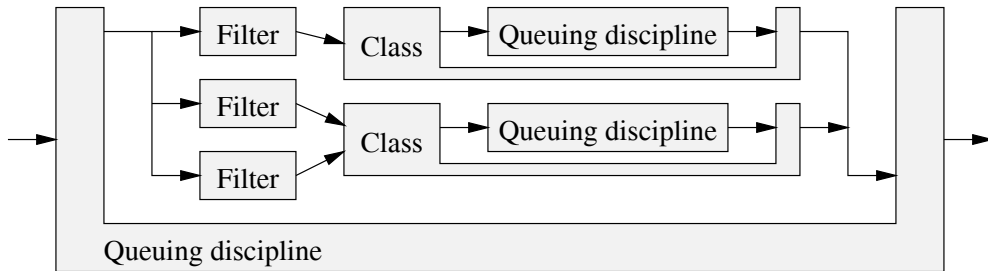 Filter
Class
Queuing discipline
Filter
Class
Queuing discipline
Filter
Queuing discipline